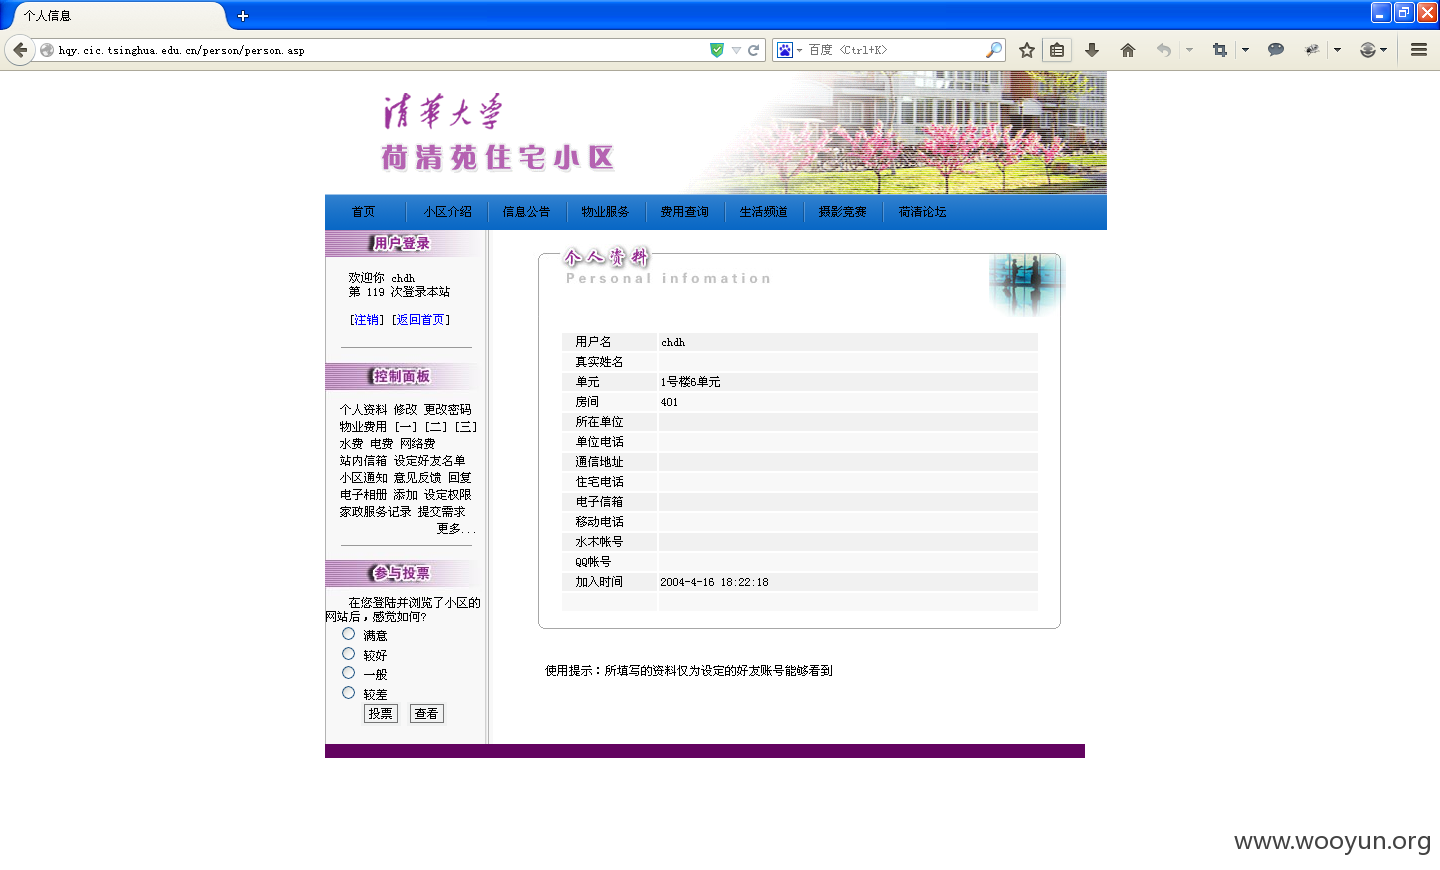 个人信息
hqy.cic.tsinghua.edu.cn/person/person.asp
百度 <Ctrl+K>
清華大学
荷清苑住宅小区
首页 小区介绍 信息公告 物业服务 费用查询 生活频道 摄影竞赛 荷清论坛
用户登录
欢迎你 chdh
第 119 次登录本站
[注销] [返回首页]
控制面板
个人资料 修改 更改密码
物业费用 [一] [二] [三]
水费 电费 网络费
站内信箱 设定好友名单
小区通知 意见反馈 回复
电子相册 添加 设定权限
家政服务记录 提交需求
更多...
参与投票
在您登陆并浏览了小区的
网站后，感觉如何?
满意
较好
一般
较差
投票 查看
个人资料
Personal infomation
用户名 chdh
真实姓名
单元 1号楼6单元
房间 401
所在单位
单位电话
通信地址
住宅电话
电子信箱
移动电话
水木帐号
QQ帐号
加入时间 2004-4-16 18:22:18
使用提示：所填写的资料仅为设定的好友账号能够看到
www.wooyun.org